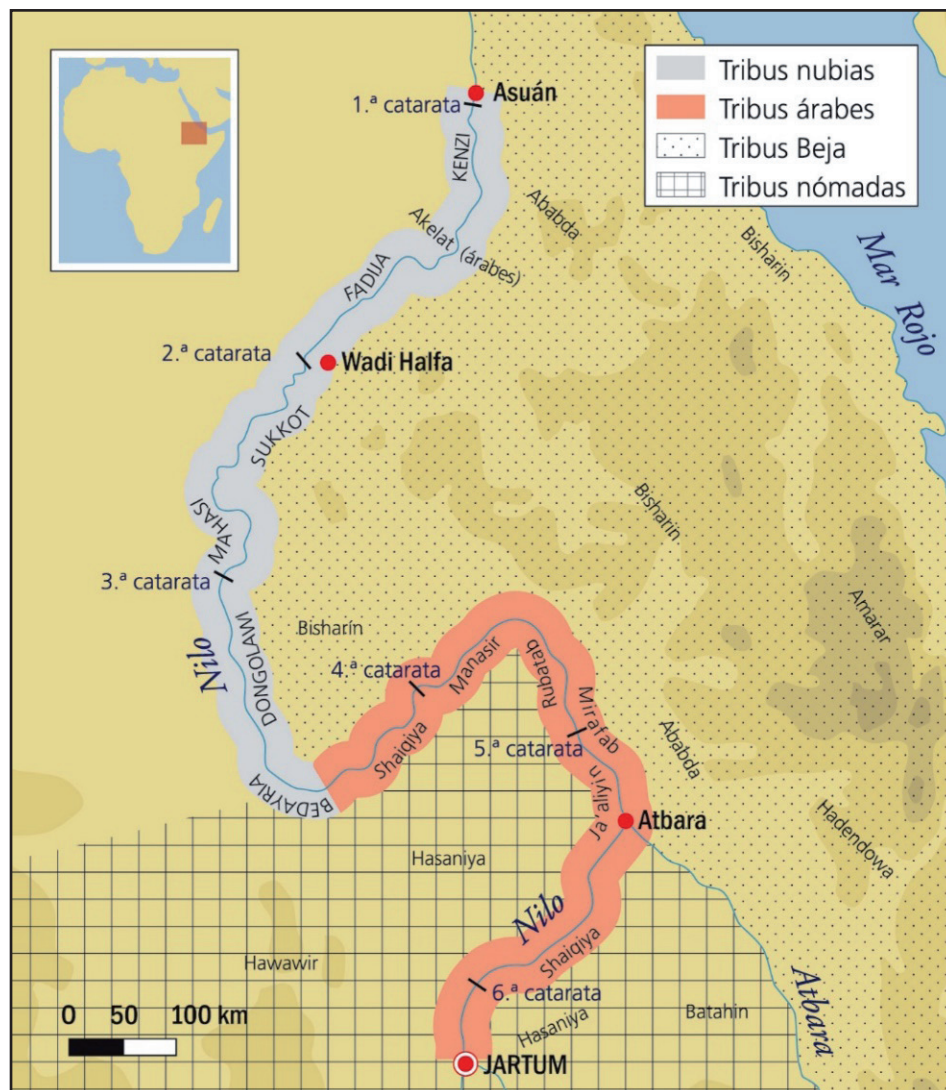 Tribus nubias
Tribus árabes
Tribus Beja
Tribus nómadas
Asuán
1.ª catarata
KENZI
Ababda
Akelat (árabes)
Bisharin
Mar Rojo
FADIJA
2.ª catarata
Wadi Halfa
SUKKOT
Bisharin
MAHASI
3.ª catarata
Amarar
Bisharín
Nilo
DONGOLAWI
4.ª catarata
Manasir
Rubatab
Mirafab
Shaiqiya
5.ª catarata
Ababda
BEDAYRIA
Ja'aliyin
Atbara
Hadendowa
Hasaniya
Nilo
Shaiqiya
Hawawir
6.ª catarata
Batahin
Atbara
0 50 100 km
Hasaniya
JARTUM